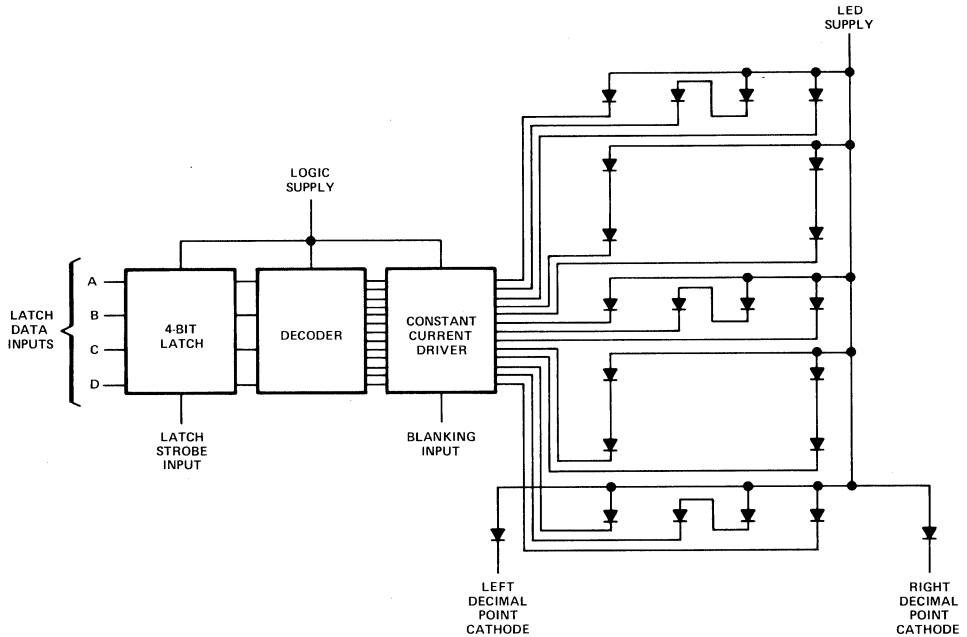 LED
SUPPLY
LOGIC
SUPPLY
LATCH
DATA
INPUTS
A
B
C
D
4-BIT
LATCH
DECODER
CONSTANT
CURRENT
DRIVER
LATCH
STROBE
INPUT
BLANKING
INPUT
LEFT
DECIMAL
POINT
CATHODE
RIGHT
DECIMAL
POINT
CATHODE